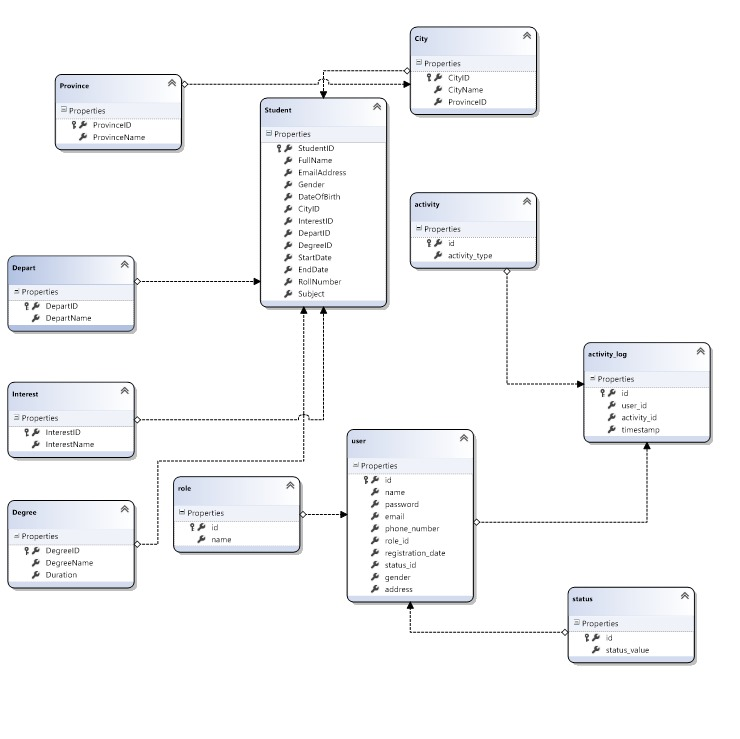 City
Properties
CityID
CityName
ProvinceID
Province
Properties
ProvinceID
ProvinceName
Student
Properties
StudentID
FullName
EmailAddress
Gender
DateOfBirth
CityID
InterestID
DepartID
DegreeID
StartDate
EndDate
RollNumber
Subject
activity
Properties
id
activity_type
Depart
Properties
DepartID
DepartName
activity_log
Properties
id
user_id
activity_id
timestamp
Interest
Properties
InterestID
InterestName
user
Properties
id
name
password
email
phone_number
role_id
registration_date
status_id
gender
address
role
Properties
id
name
Degree
Properties
DegreeID
DegreeName
Duration
status
Properties
id
status_value